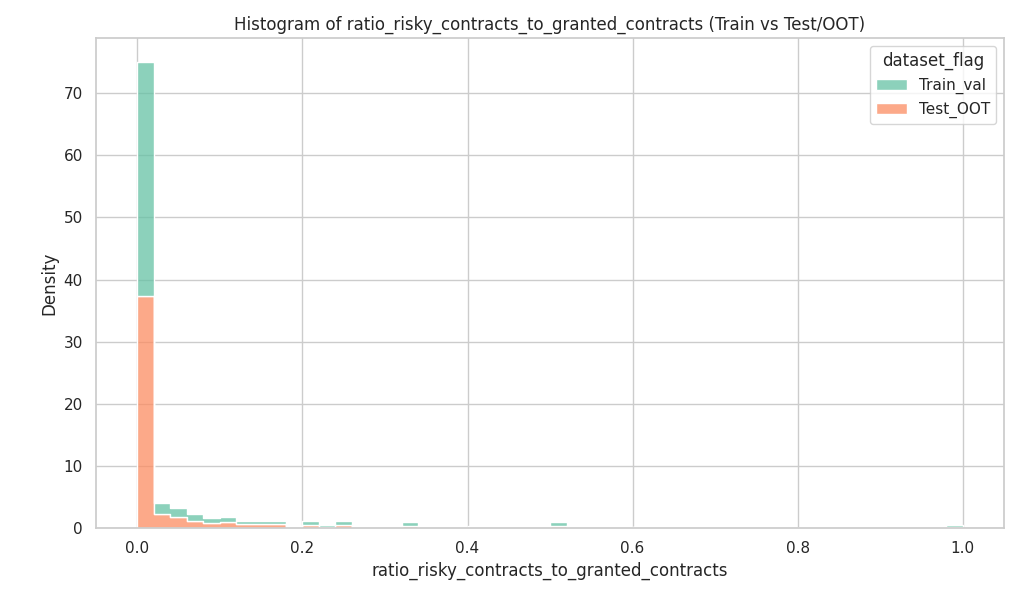 Histogram of ratio_risky_contracts_to_granted_contracts (Train vs Test/OOT)
dataset_flag
Train_val
Test_OOT
Density
70
60
50
40
30
20
10
0
0.0 0.2 0.4 0.6 0.8 1.0
ratio_risky_contracts_to_granted_contracts